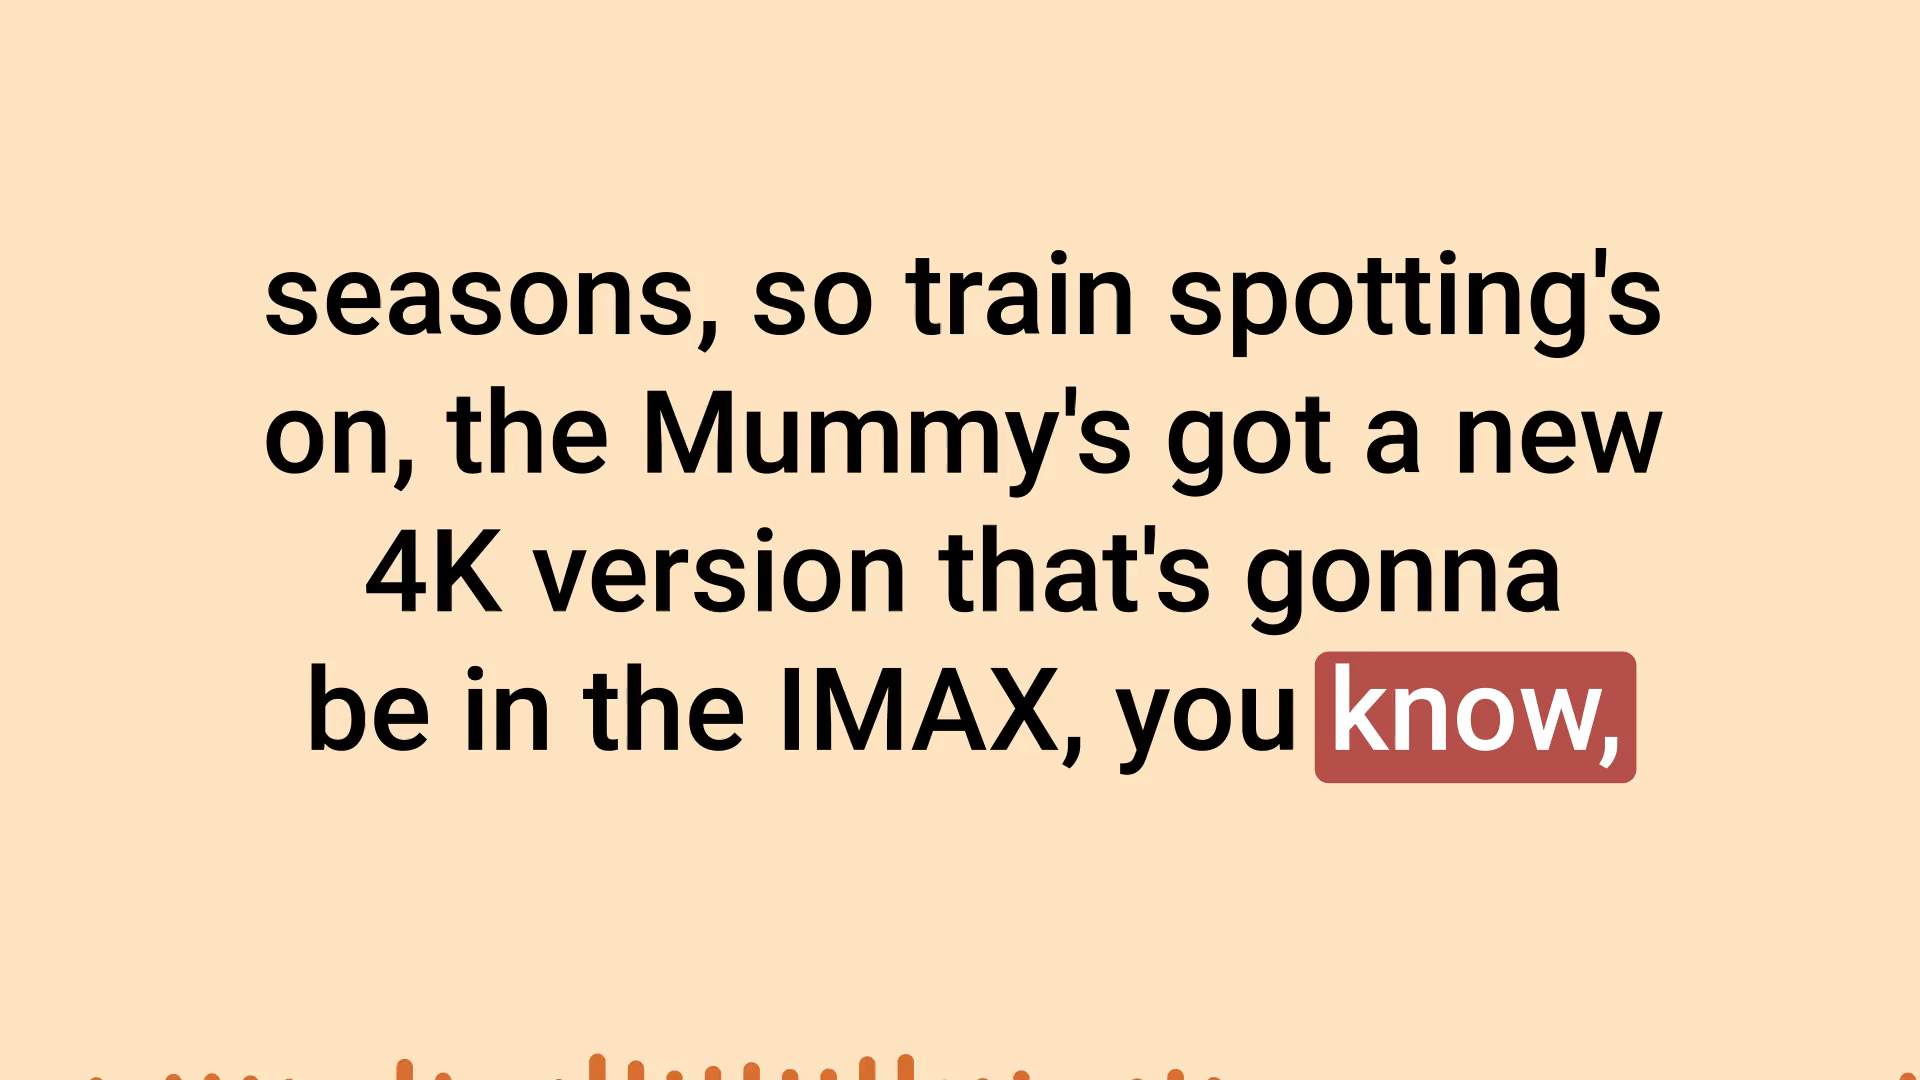 seasons, so train spotting's
on, the Mummy's got a new
4K version that's gonna
be in the IMAX, you know,